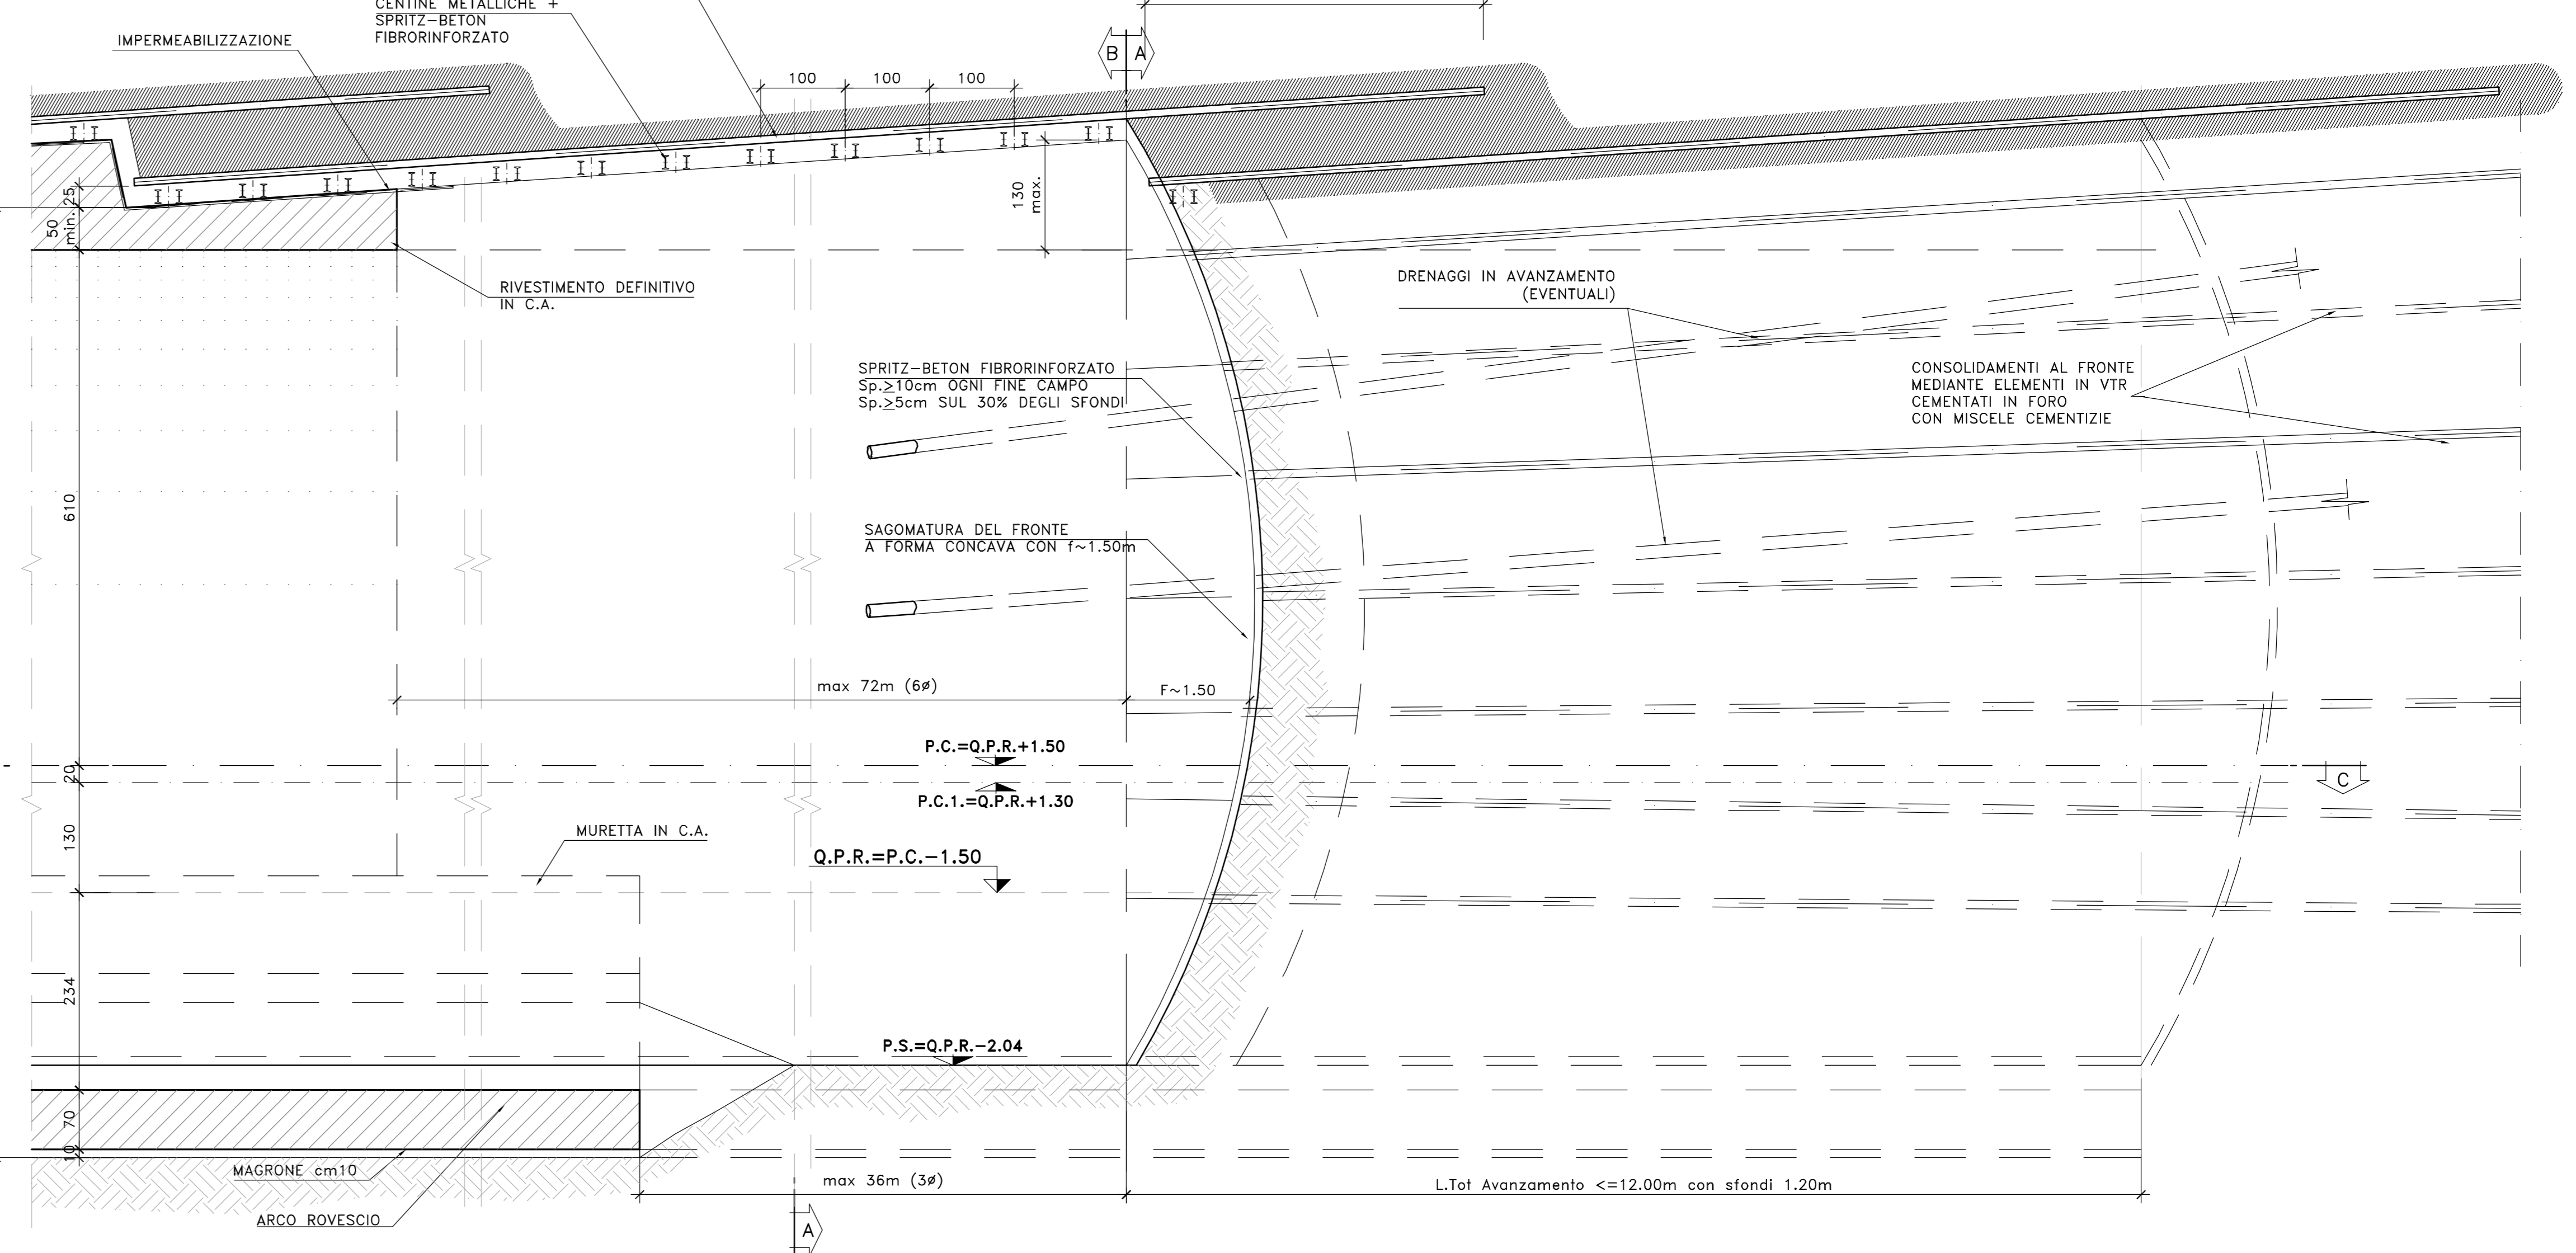 CENTINE METALLICHE +
SPRITZ-BETON
FIBRORINFORZATO
IMPERMEABILIZZAZIONE
B A
100 100 100
25
50
min.
130
max.
RIVESTIMENTO DEFINITIVO
IN C.A.
DRENAGGI IN AVANZAMENTO
(EVENTUALI)
SPRITZ-BETON FIBRORINFORZATO
Sp.≥10cm OGNI FINE CAMPO
Sp.≥5cm SUL 30% DEGLI SFONDI
CONSOLIDAMENTI AL FRONTE
MEDIANTE ELEMENTI IN VTR
CEMENTATI IN FORO
CON MISCELE CEMENTIZIE
610
SAGOMATURA DEL FRONTE
A FORMA CONCAVA CON f~1.50m
max 72m (6ø)
F~1.50
P.C.=Q.P.R.+1.50
20
C
P.C.1.=Q.P.R.+1.30
130
MURETTA IN C.A.
Q.P.R.=P.C.-1.50
234
P.S.=Q.P.R.-2.04
70
10
MAGRONE cm10
max 36m (3ø)
L.Tot Avanzamento <=12.00m con sfondi 1.20m
ARCO ROVESCIO
A